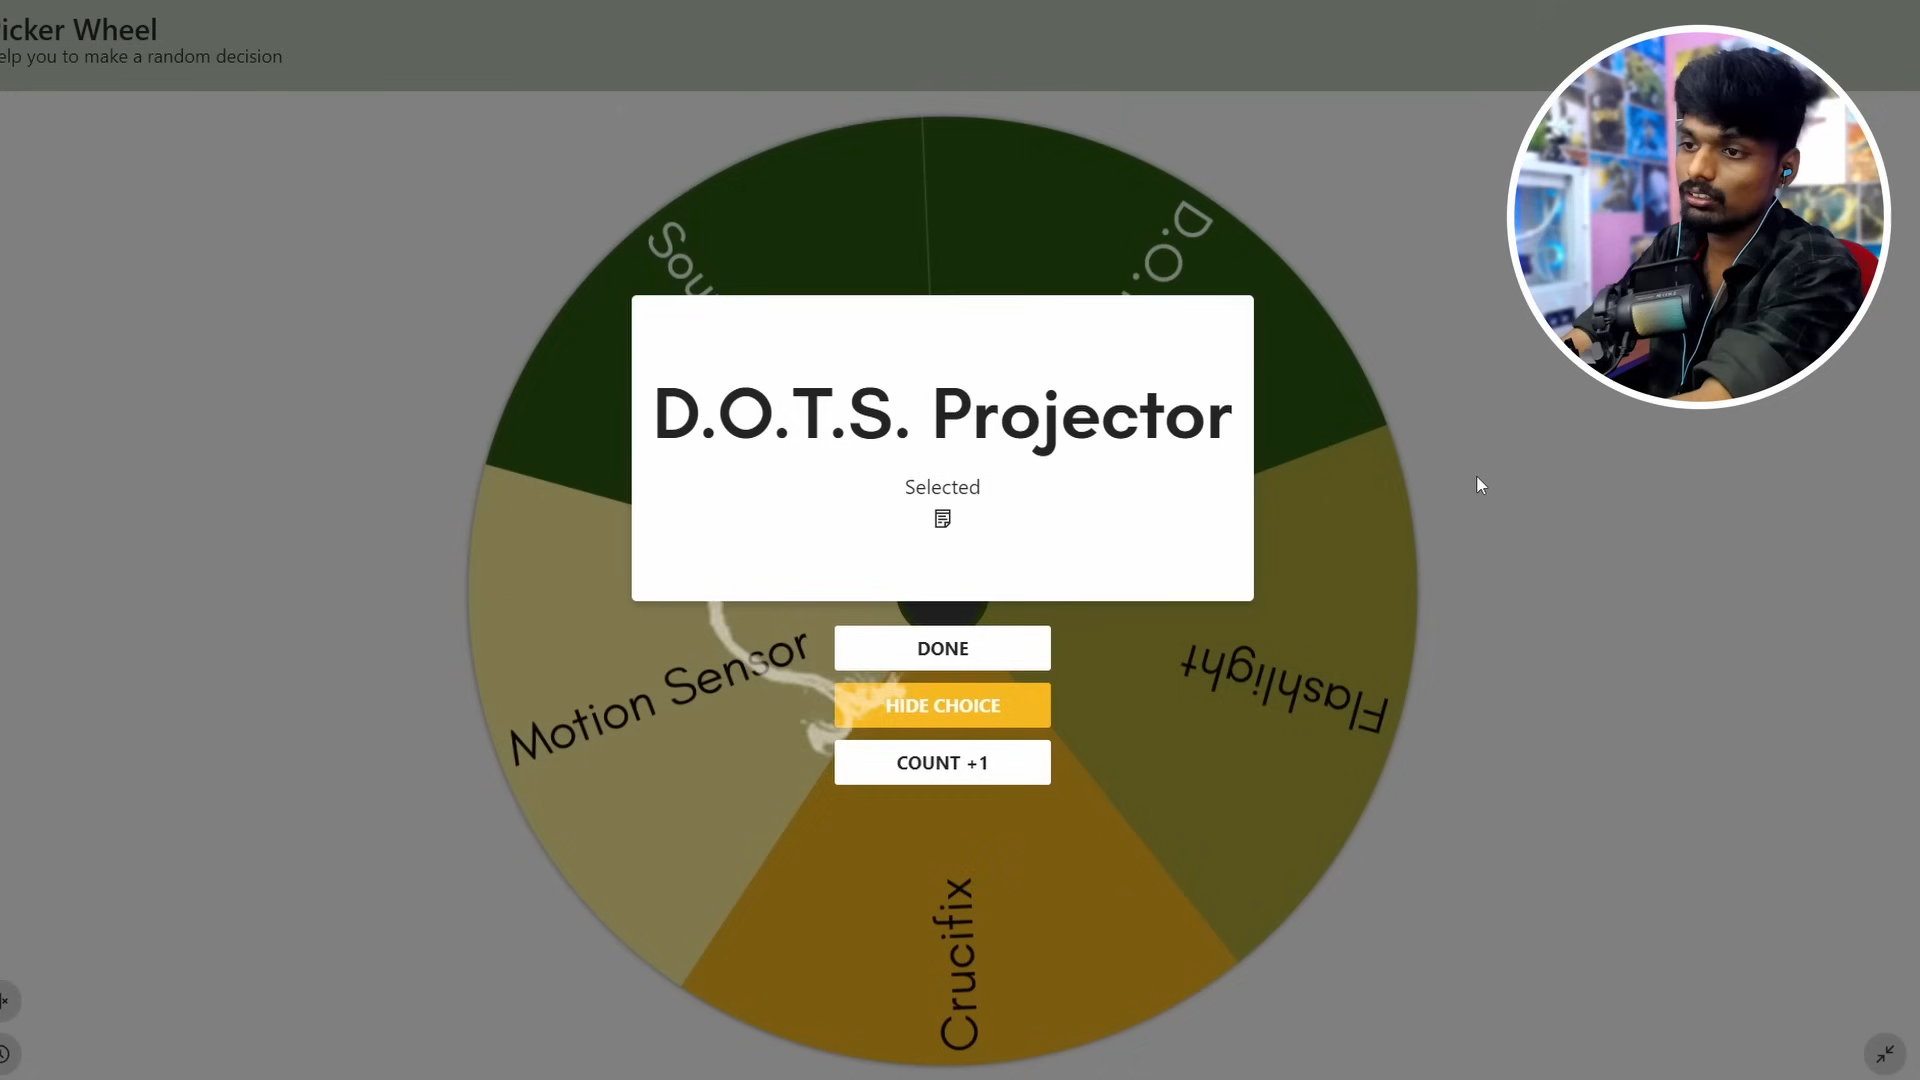 icker Wheel
elp you to make a random decision
Sou
D.O.
D.O.T.S. Projector
Selected
DONE
HIDE CHOICE
COUNT +1
Motion Sensor
Flashlight
Crucifix